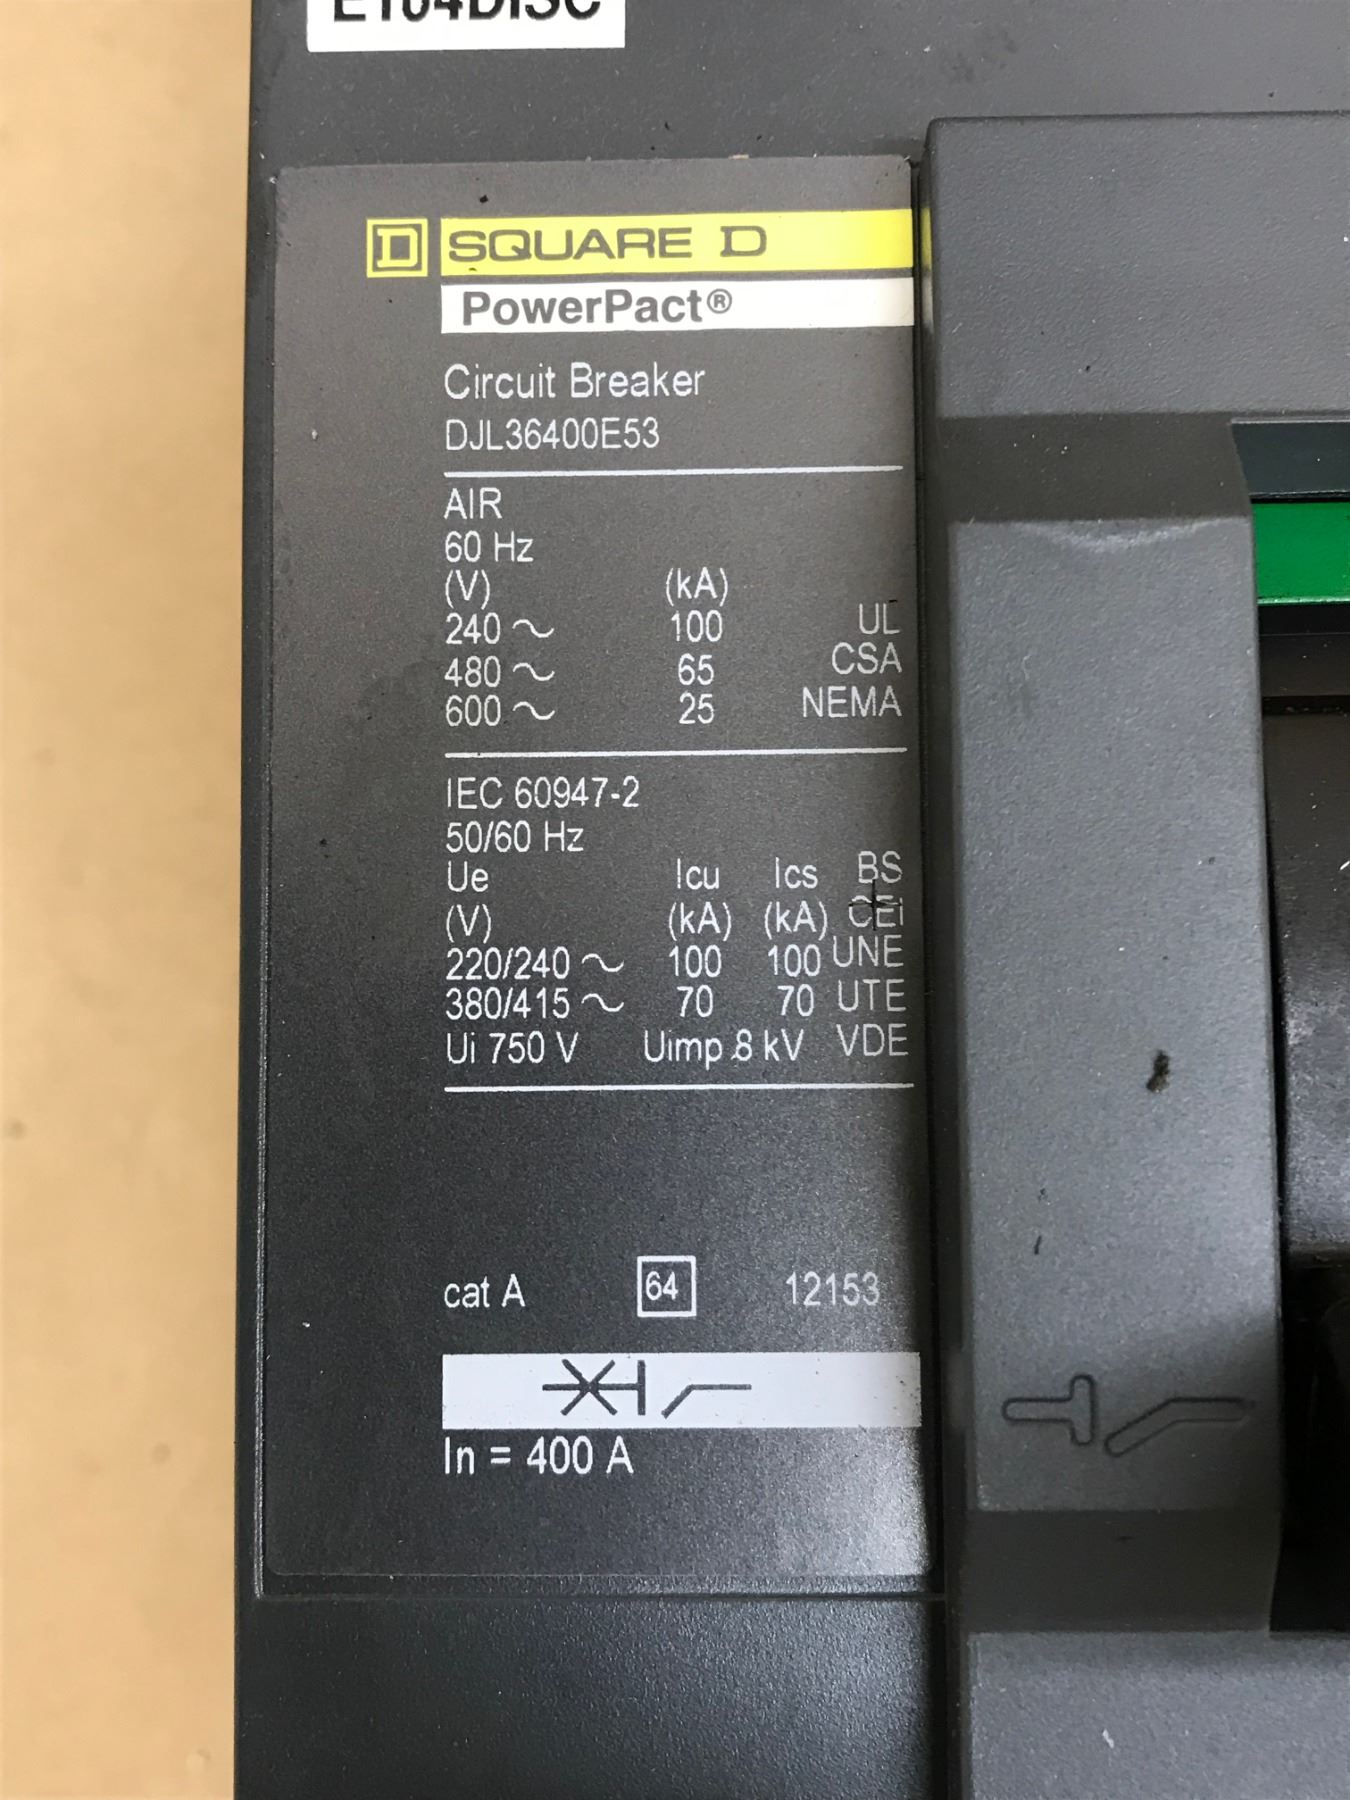 E104DISC
D SQUARE D
PowerPact®
Circuit Breaker
DJL36400E53
AIR
60 Hz
(V) (kA)
240 ~ 100 UL
480 ~ 65 CSA
600 ~ 25 NEMA
IEC 60947-2
50/60 Hz
Ue Icu Ics BS
(V) (kA) (kA) CEI
220/240 ~ 100 100 UNE
380/415 ~ 70 70 UTE
Ui 750 V Uimp 8 kV VDE
cat A 64 12153
In = 400 A